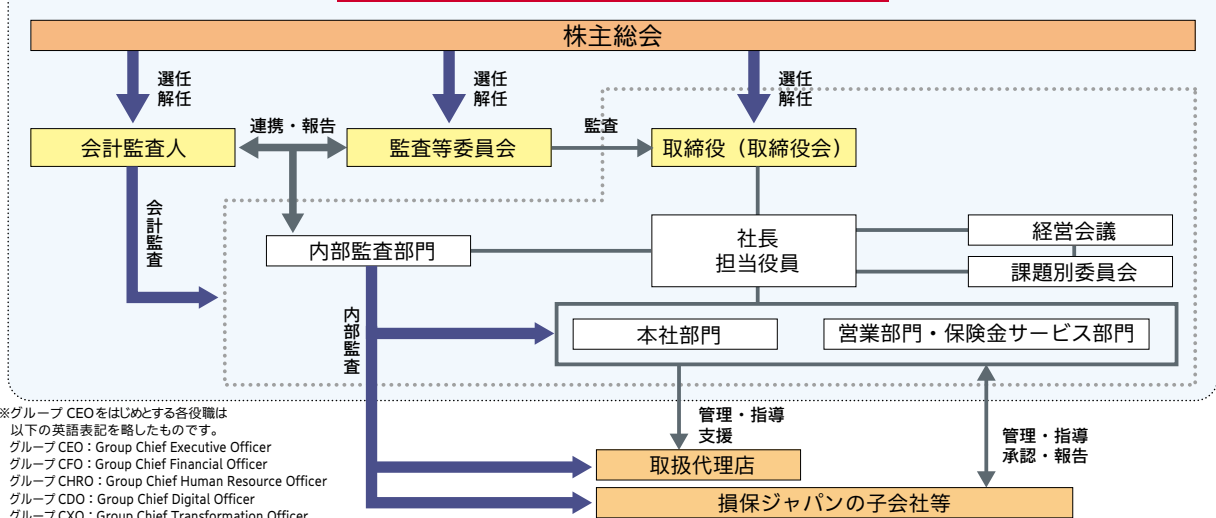 株主総会
選任
解任
選任
解任
選任
解任
会計監査人
連携・報告
監査等委員会
監査
取締役（取締役会）
会計監査
内部監査部門
社長
担当役員
経営会議
課題別委員会
内部監査
本社部門
営業部門・保険金サービス部門
管理・指導
支援
管理・指導
承認・報告
取扱代理店
損保ジャパンの子会社等
※グループ CEOをはじめとする各役職は
以下の英語表記を略したものです。
グループ CEO：Group Chief Executive Officer
グループ CFO：Group Chief Financial Officer
グループ CHRO：Group Chief Human Resource Officer
グループ CDO：Group Chief Digital Officer
グループ CXO：Group Chief Transformation Officer